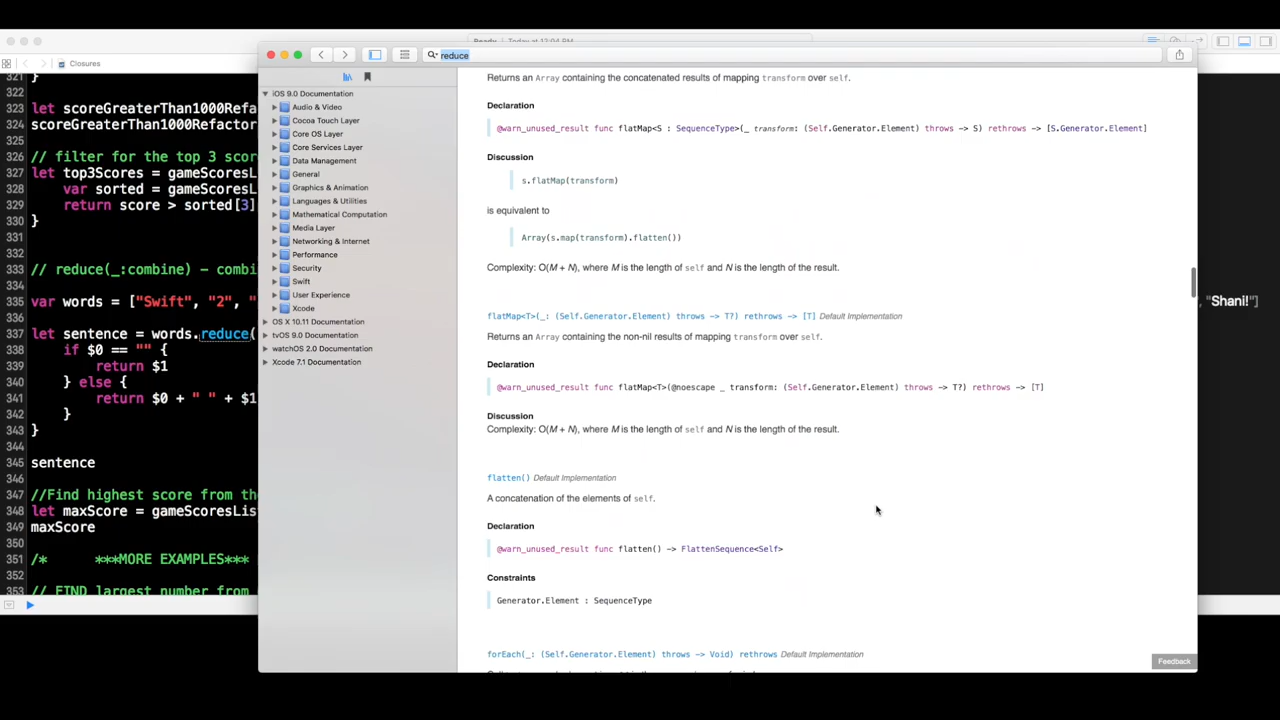 Ready
Today at 12:04 PM
reduce
Closures
321
}
322
323
let scoreGreaterThan1000Refa
324
scoreGreaterThan1000Refactor
325
326
// filter for the top 3 scor
327
let top3Scores = gameScoresL
328
var sorted = gameScoresL
329
return score > sorted[3]
330
}
331
332
333
// reduce(_:combine) – combi
334
335
var words = ["Swift", "2", "
336
let sentence = words.reduce(
338
if $0 == "" {
339
return $1
340
} else {
341
return $0 + " " + $1
342
}
343
}
344
345
sentence
346
347
//Find highest score from the
348
let maxScore = gameScoresList
349
maxScore
350
351
/* ***MORE EXAMPLES***
352
353
// FIND largest number from
iOS 9.0 Documentation
Audio & Video
Cocoa Touch Layer
Core OS Layer
Core Services Layer
Data Management
General
Graphics & Animation
Languages & Utilities
Mathematical Computation
Media Layer
Networking & Internet
Performance
Security
Swift
User Experience
Xcode
OS X 10.11 Documentation
tvOS 9.0 Documentation
watchOS 2.0 Documentation
Xcode 7.1 Documentation
Returns an Array containing the concatenated results of mapping transform over self.
Declaration
@warn_unused_result func flatMap<S : SequenceType>(_ transform: (Self.Generator.Element) throws -> S) rethrows -> [S.Generator.Element]
Discussion
s.flatMap(transform)
is equivalent to
Array(s.map(transform).flatten())
Complexity: O(M + N), where M is the length of self and N is the length of the result.
flatMap<T>(_: (Self.Generator.Element) throws -> T?) rethrows -> [T] Default Implementation
Returns an Array containing the non-nil results of mapping transform over self.
Declaration
@warn_unused_result func flatMap<T>(@noescape _ transform: (Self.Generator.Element) throws -> T?) rethrows -> [T]
Discussion
Complexity: O(M + N), where M is the length of self and N is the length of the result.
flatten() Default Implementation
A concatenation of the elements of self.
Declaration
@warn_unused_result func flatten() -> FlattenSequence<Self>
Constraints
Generator.Element : SequenceType
forEach(_: (Self.Generator.Element) throws -> Void) rethrows Default Implementation
Feedback
, "Shani!"]